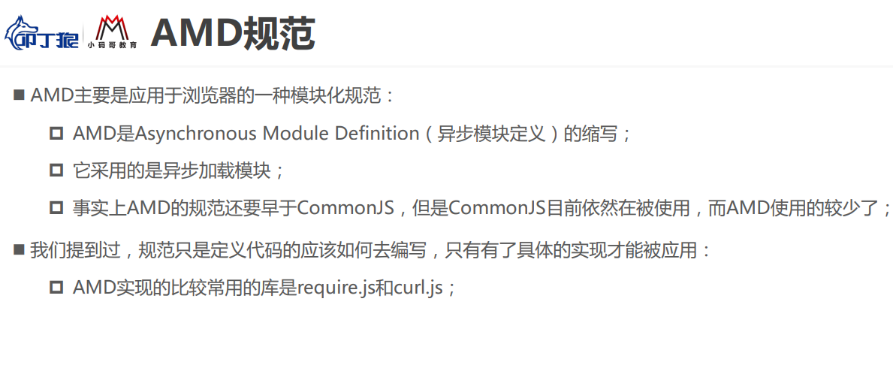 叩丁狼
小码哥教育
AMD规范
AMD主要是应用于浏览器的一种模块化规范：
AMD是Asynchronous Module Definition（异步模块定义）的缩写；
它采用的是异步加载模块；
事实上AMD的规范还要早于CommonJS，但是CommonJS目前依然在被使用，而AMD使用的较少了；
我们提到过，规范只是定义代码的应该如何去编写，只有有了具体的实现才能被应用：
AMD实现的比较常用的库是require.js和curl.js；